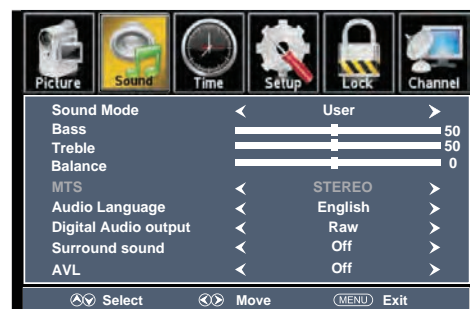 Picture Sound Time Setup Lock Channel
Sound Mode User
Bass 50
Treble 50
Balance 0
MTS STEREO
Audio Language English
Digital Audio output Raw
Surround sound Off
AVL Off
Select Move MENU Exit